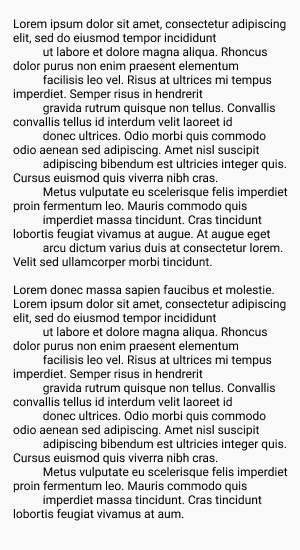 Lorem ipsum dolor sit amet, consectetur adipiscing
elit, sed do eiusmod tempor incididunt
ut labore et dolore magna aliqua. Rhoncus
dolor purus non enim praesent elementum
facilisis leo vel. Risus at ultrices mi tempus
imperdiet. Semper risus in hendrerit
gravida rutrum quisque non tellus. Convallis
convallis tellus id interdum velit laoreet id
donec ultrices. Odio morbi quis commodo
odio aenean sed adipiscing. Amet nisl suscipit
adipiscing bibendum est ultricies integer quis.
Cursus euismod quis viverra nibh cras.
Metus vulputate eu scelerisque felis imperdiet
proin fermentum leo. Mauris commodo quis
imperdiet massa tincidunt. Cras tincidunt
lobortis feugiat vivamus at augue. At augue eget
arcu dictum varius duis at consectetur lorem.
Velit sed ullamcorper morbi tincidunt.
Lorem donec massa sapien faucibus et molestie.
Lorem ipsum dolor sit amet, consectetur adipiscing
elit, sed do eiusmod tempor incididunt
ut labore et dolore magna aliqua. Rhoncus
dolor purus non enim praesent elementum
facilisis leo vel. Risus at ultrices mi tempus
imperdiet. Semper risus in hendrerit
gravida rutrum quisque non tellus. Convallis
convallis tellus id interdum velit laoreet id
donec ultrices. Odio morbi quis commodo
odio aenean sed adipiscing. Amet nisl suscipit
adipiscing bibendum est ultricies integer quis.
Cursus euismod quis viverra nibh cras.
Metus vulputate eu scelerisque felis imperdiet
proin fermentum leo. Mauris commodo quis
imperdiet massa tincidunt. Cras tincidunt
lobortis feugiat vivamus at aum.